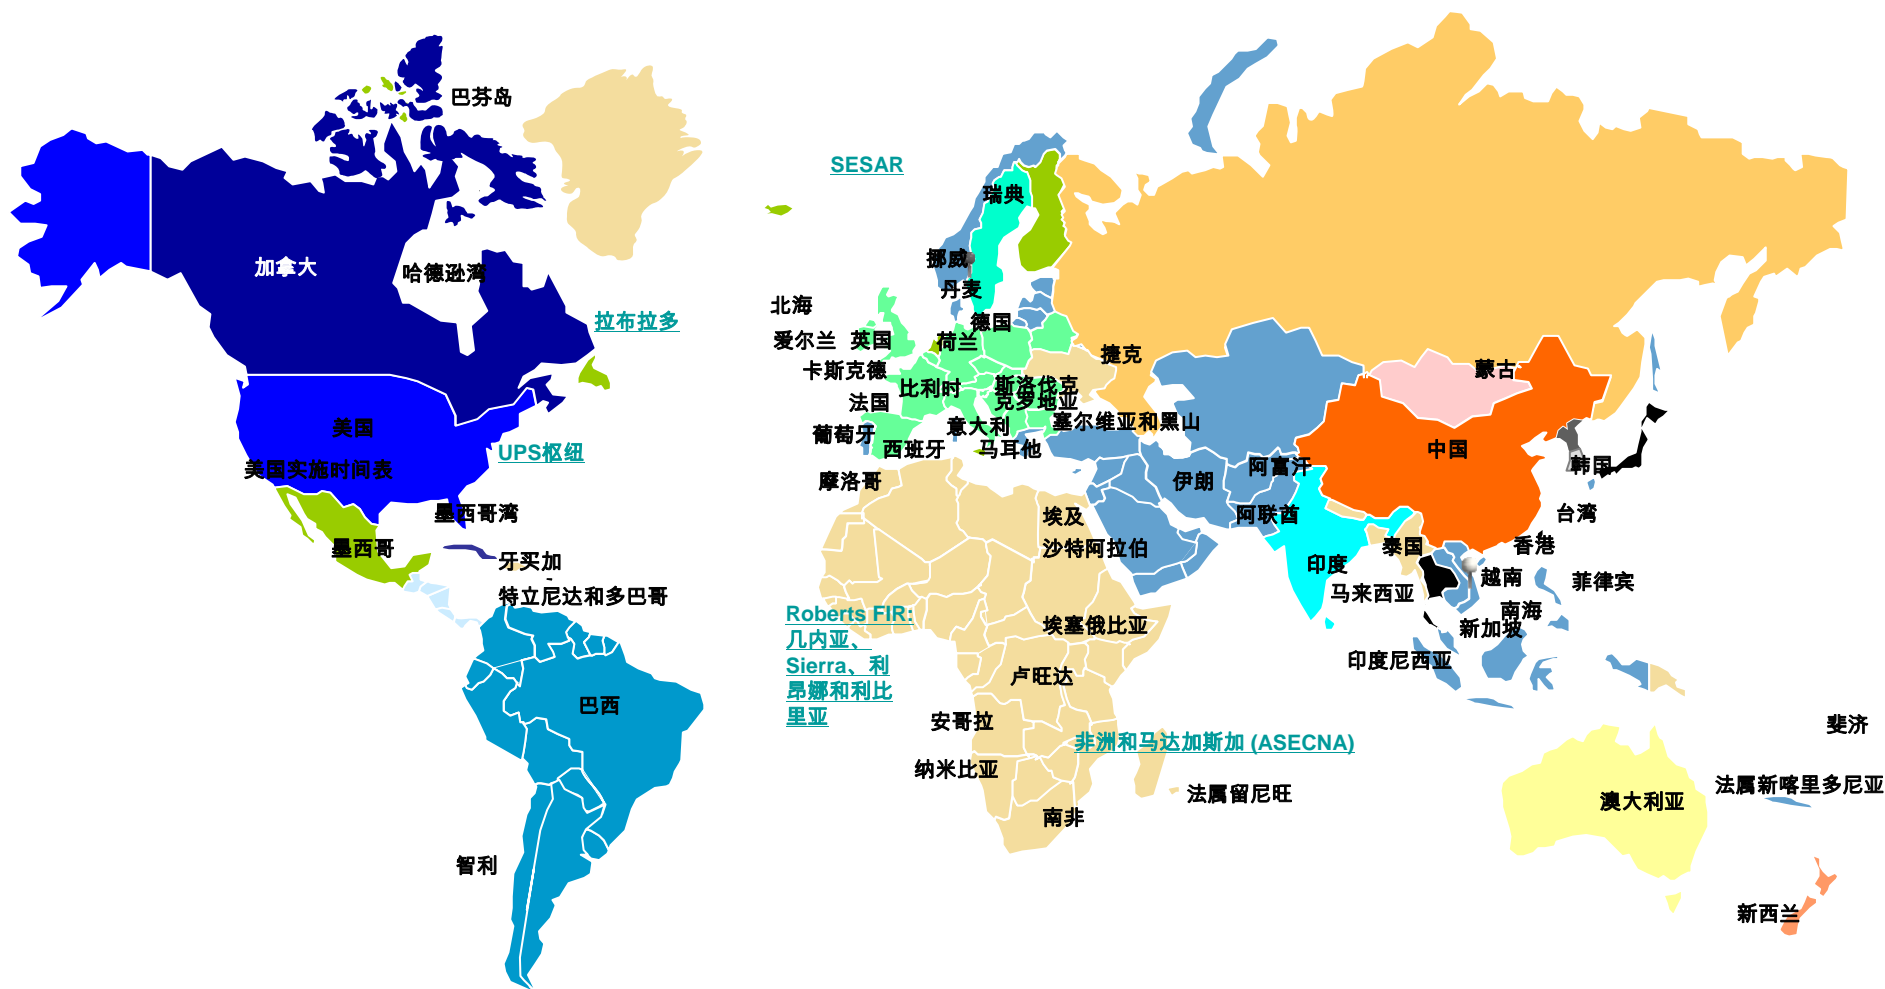 巴芬岛
SESAR
瑞典
加拿大
哈德逊湾
挪威
丹麦
北海
拉布拉多
德国
爱尔兰
英国
荷兰
捷克
卡斯克德
比利时
斯洛伐克
蒙古
法国
克罗地亚
美国
葡萄牙
意大利
塞尔维亚和黑山
UPS枢纽
西班牙
马耳他
中国
美国实施时间表
摩洛哥
伊朗
阿富汗
韩国
墨西哥湾
埃及
阿联酋
台湾
墨西哥
沙特阿拉伯
泰国
香港
牙买加
印度
越南
菲律宾
特立尼达和多巴哥
马来西亚
南海
Roberts FIR:
几内亚、
Sierra、利
昂娜和利比
里亚
埃塞俄比亚
新加坡
印度尼西亚
卢旺达
巴西
安哥拉
斐济
非洲和马达加斯加 (ASECNA)
纳米比亚
法属留尼旺
法属新喀里多尼亚
澳大利亚
南非
智利
新西兰